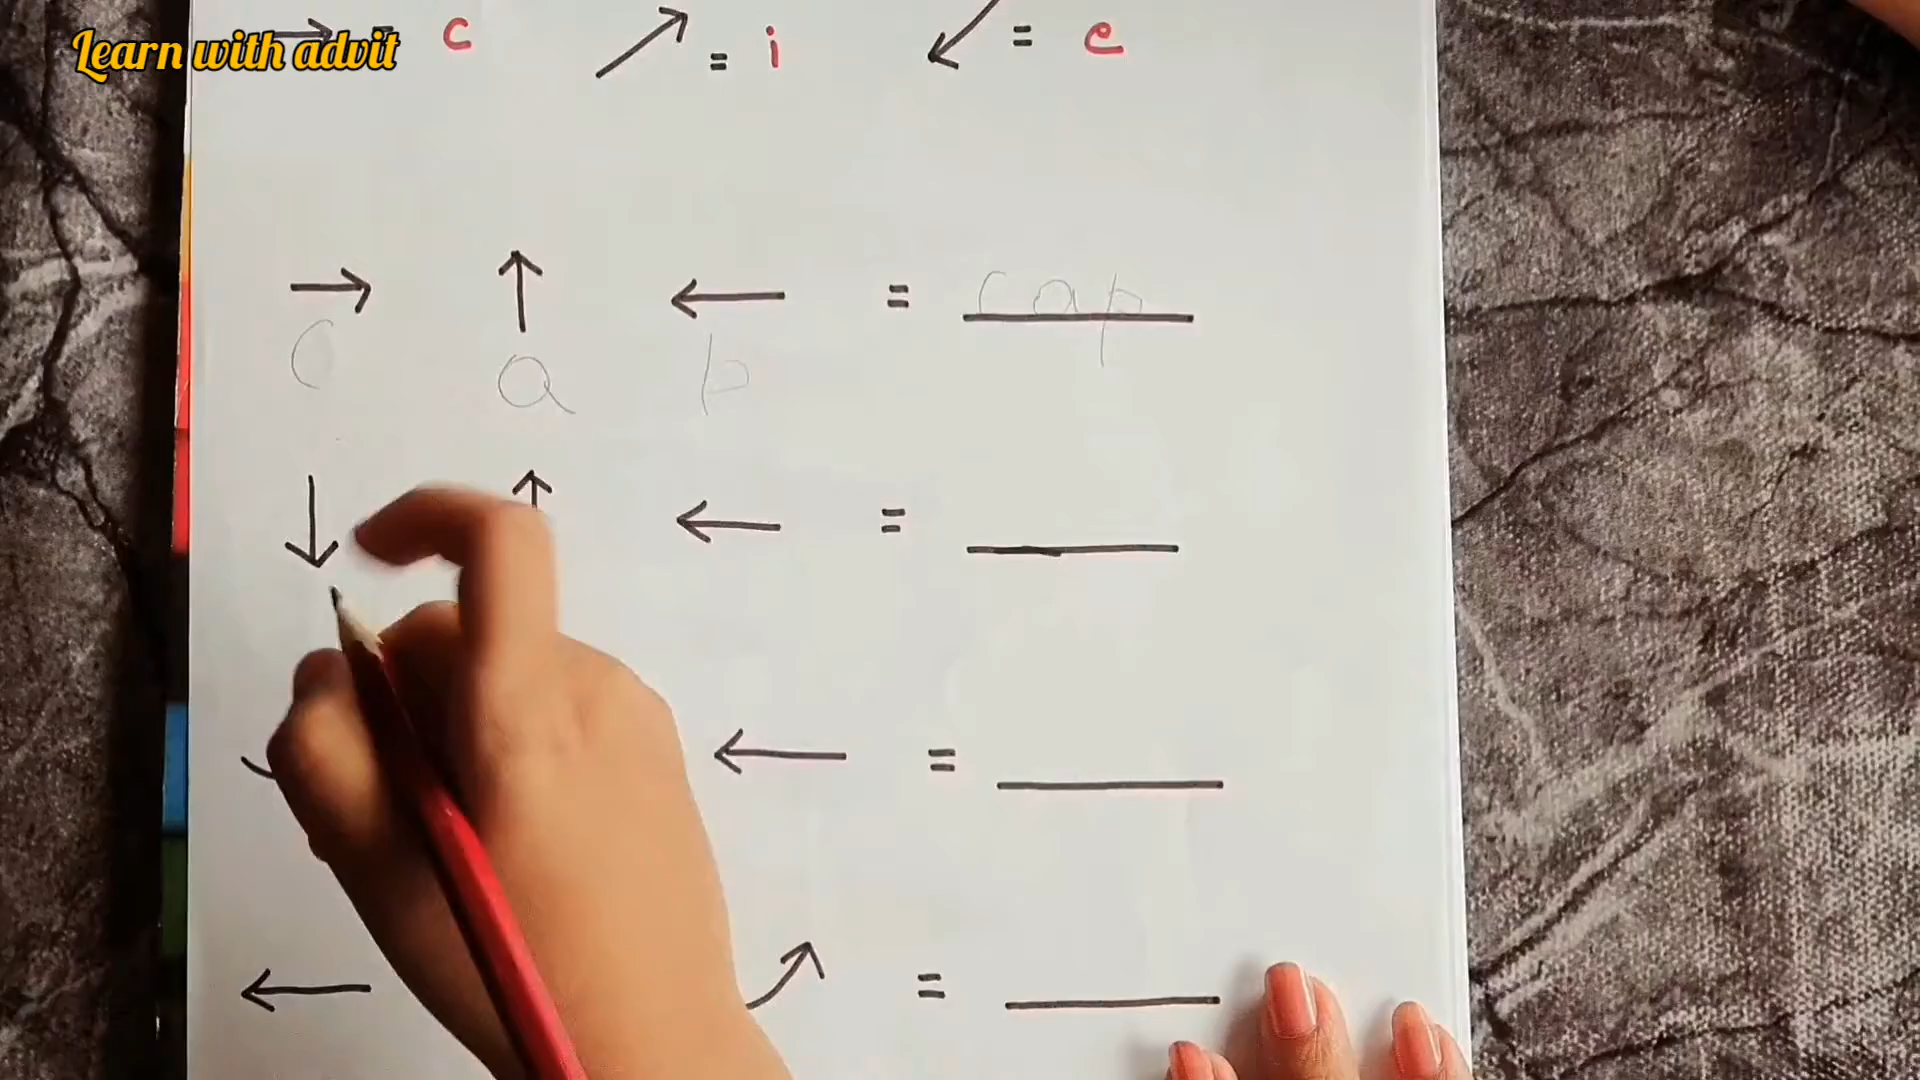 Learn with advit
= c
= i
= e
= cap
c a p
=
=
=